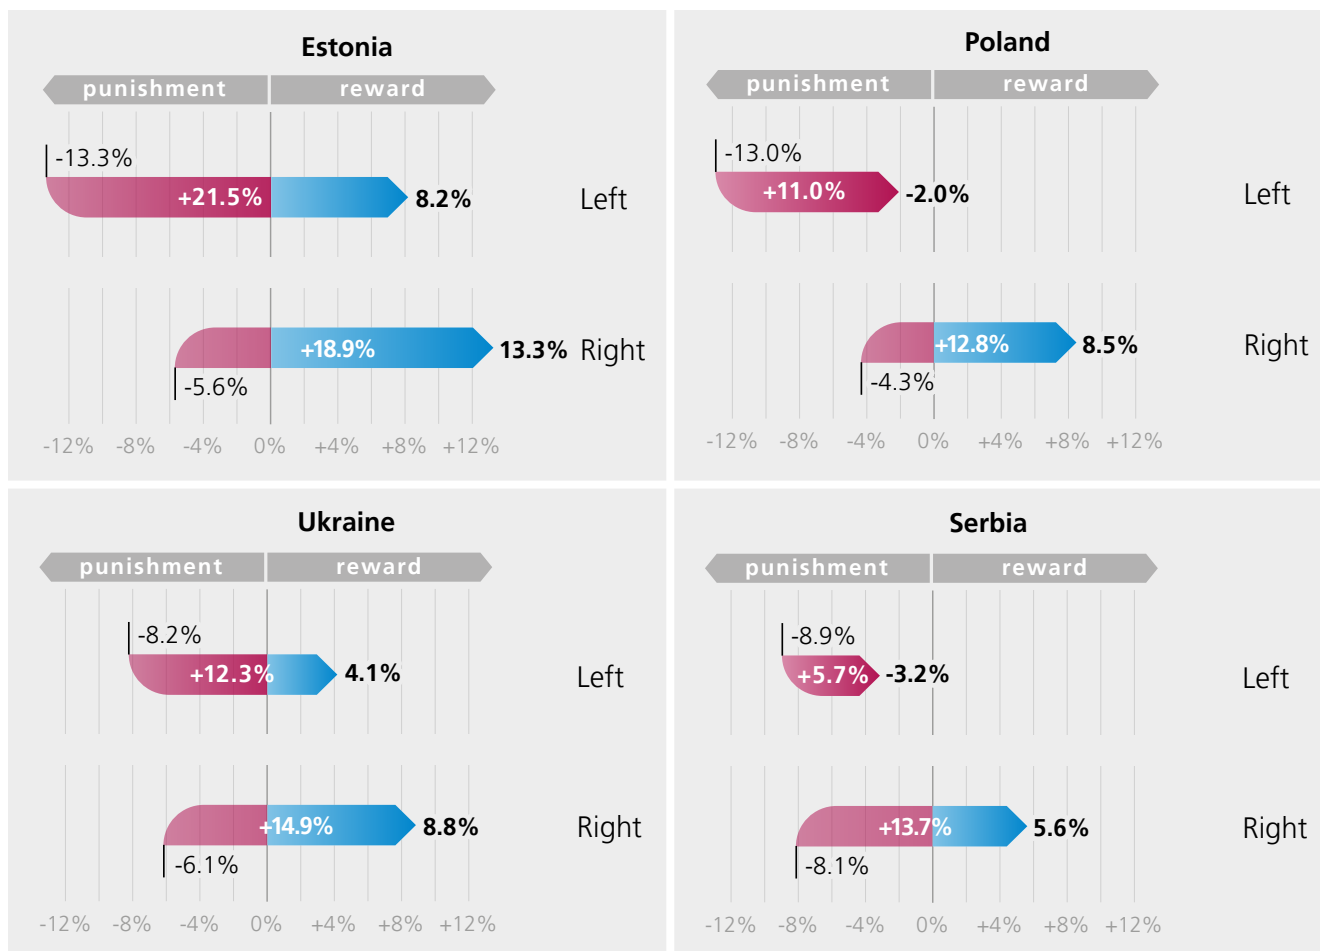 Estonia
punishment reward
-13.3%
+21.5% 8.2% Left
+18.9% 13.3% Right
-5.6%
-12% -8% -4% 0% +4% +8% +12%
Poland
punishment reward
-13.0%
+11.0% -2.0% Left
+12.8% 8.5% Right
-4.3%
-12% -8% -4% 0% +4% +8% +12%
Ukraine
punishment reward
-8.2%
+12.3% 4.1% Left
+14.9% 8.8% Right
-6.1%
-12% -8% -4% 0% +4% +8% +12%
Serbia
punishment reward
-8.9%
+5.7% -3.2% Left
+13.7% 5.6% Right
-8.1%
-12% -8% -4% 0% +4% +8% +12%